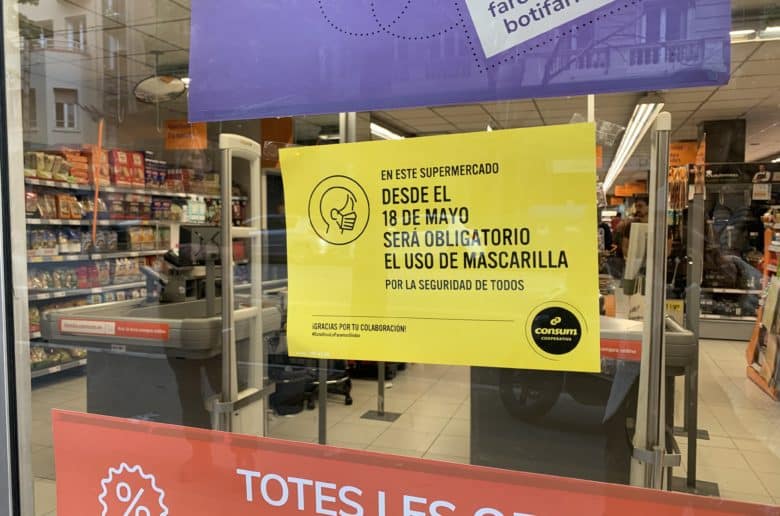 botifar
EN ESTE SUPERMERCADO
DESDE EL
18 DE MAYO
SERÁ OBLIGATORIO
EL USO DE MASCARILLA
POR LA SEGURIDAD DE TODOS
¡GRACIAS POR TU COLABORACIÓN!
consum
COOPERATIVA
%
TOTES LES